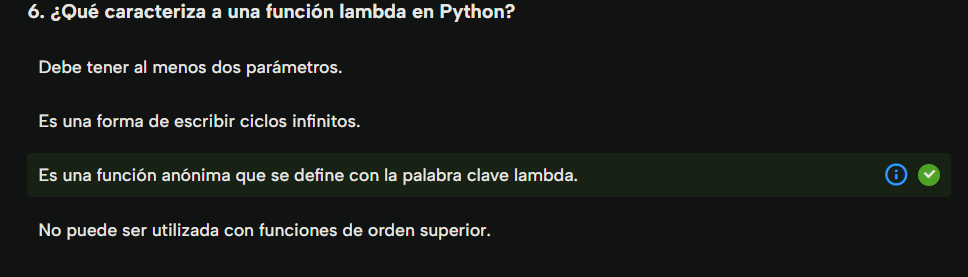 6. ¿Qué caracteriza a una función lambda en Python?
Debe tener al menos dos parámetros.
Es una forma de escribir ciclos infinitos.
Es una función anónima que se define con la palabra clave lambda.
No puede ser utilizada con funciones de orden superior.